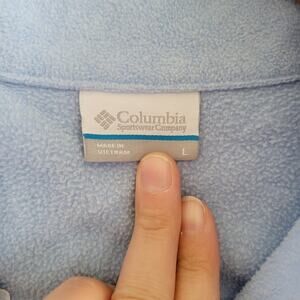 Columbia
Sportswear Company
MADE IN
VIETNAM
L